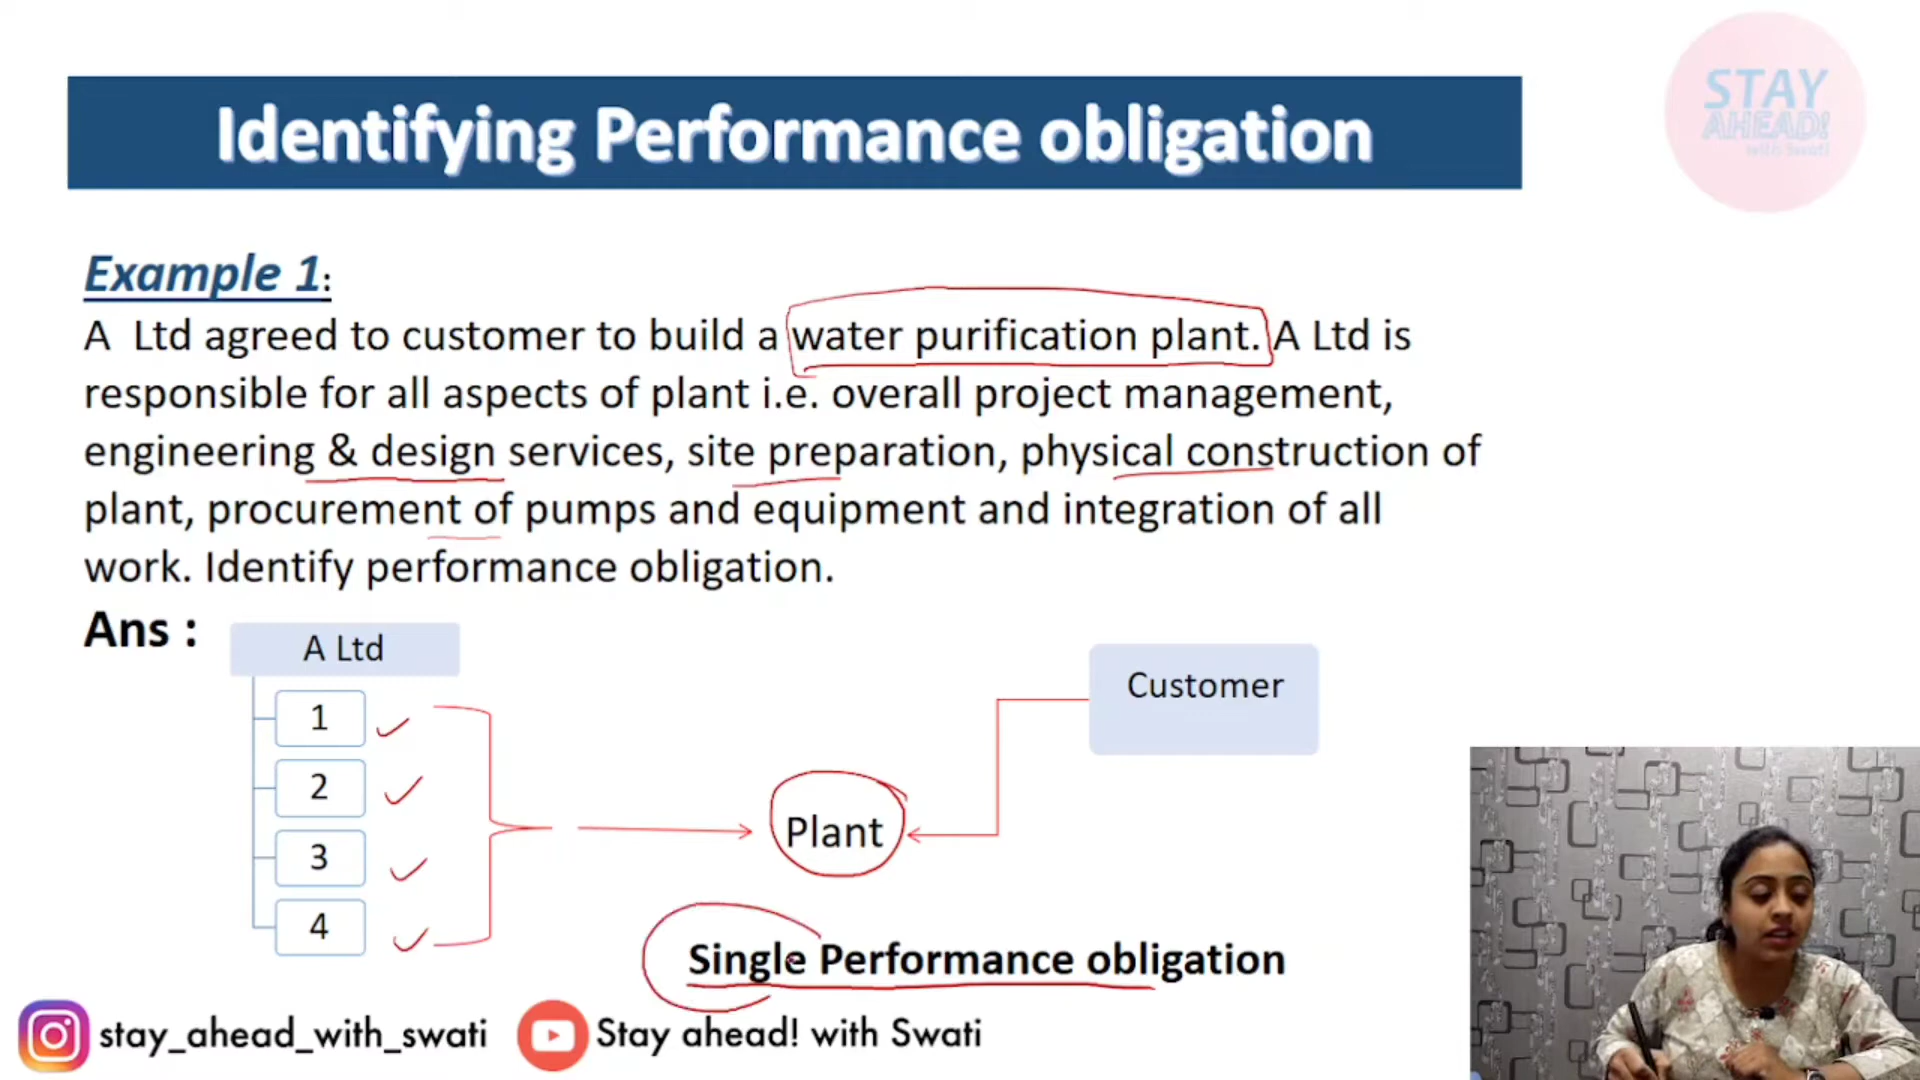 Identifying Performance obligation
STAY
AHEAD!
with Swati
Example 1:
A Ltd agreed to customer to build a water purification plant. A Ltd is
responsible for all aspects of plant i.e. overall project management,
engineering & design services, site preparation, physical construction of
plant, procurement of pumps and equipment and integration of all
work. Identify performance obligation.
Ans :
A Ltd
Customer
1
2
3
4
Plant
Single Performance obligation
stay_ahead_with_swati
Stay ahead! with Swati